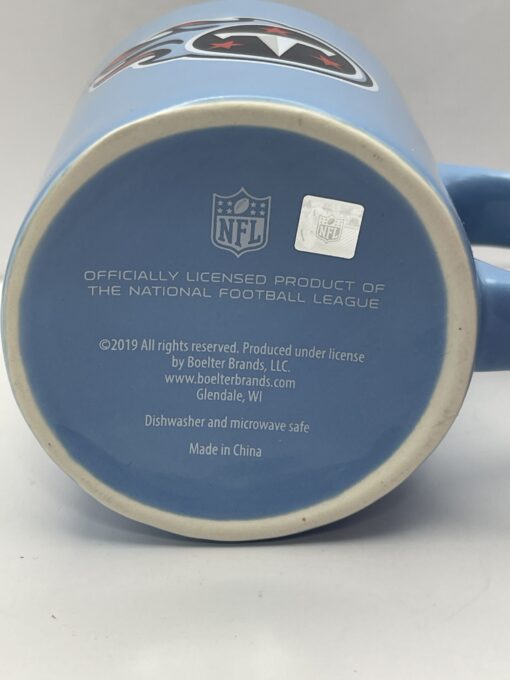 T
NFL
NFL
OFFICIALLY LICENSED PRODUCT OF
THE NATIONAL FOOTBALL LEAGUE
©2019 All rights reserved. Produced under license
by Boelter Brands, LLC.
www.boelterbrands.com
Glendale, WI
Dishwasher and microwave safe
Made in China